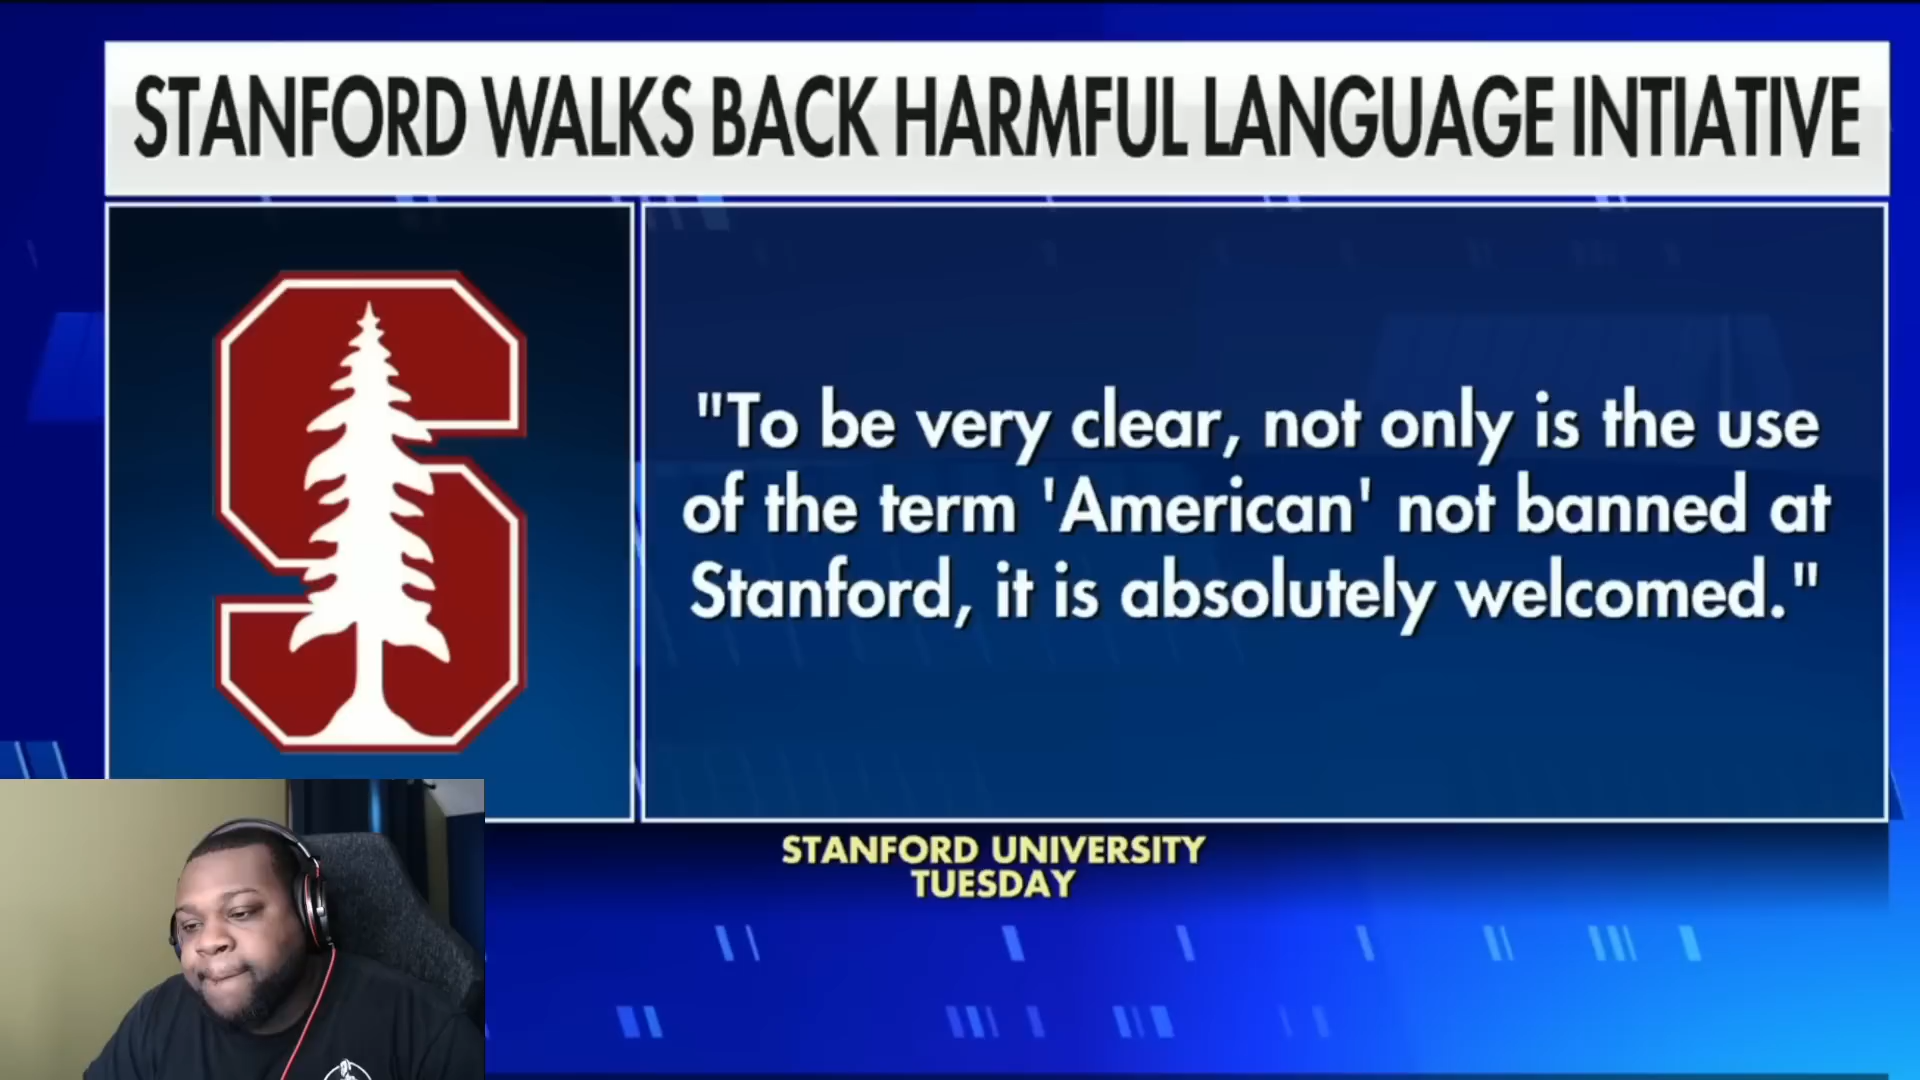 STANFORD WALKS BACK HARMFUL LANGUAGE INTIATIVE
"To be very clear, not only is the use
of the term 'American' not banned at
Stanford, it is absolutely welcomed."
STANFORD UNIVERSITY
TUESDAY